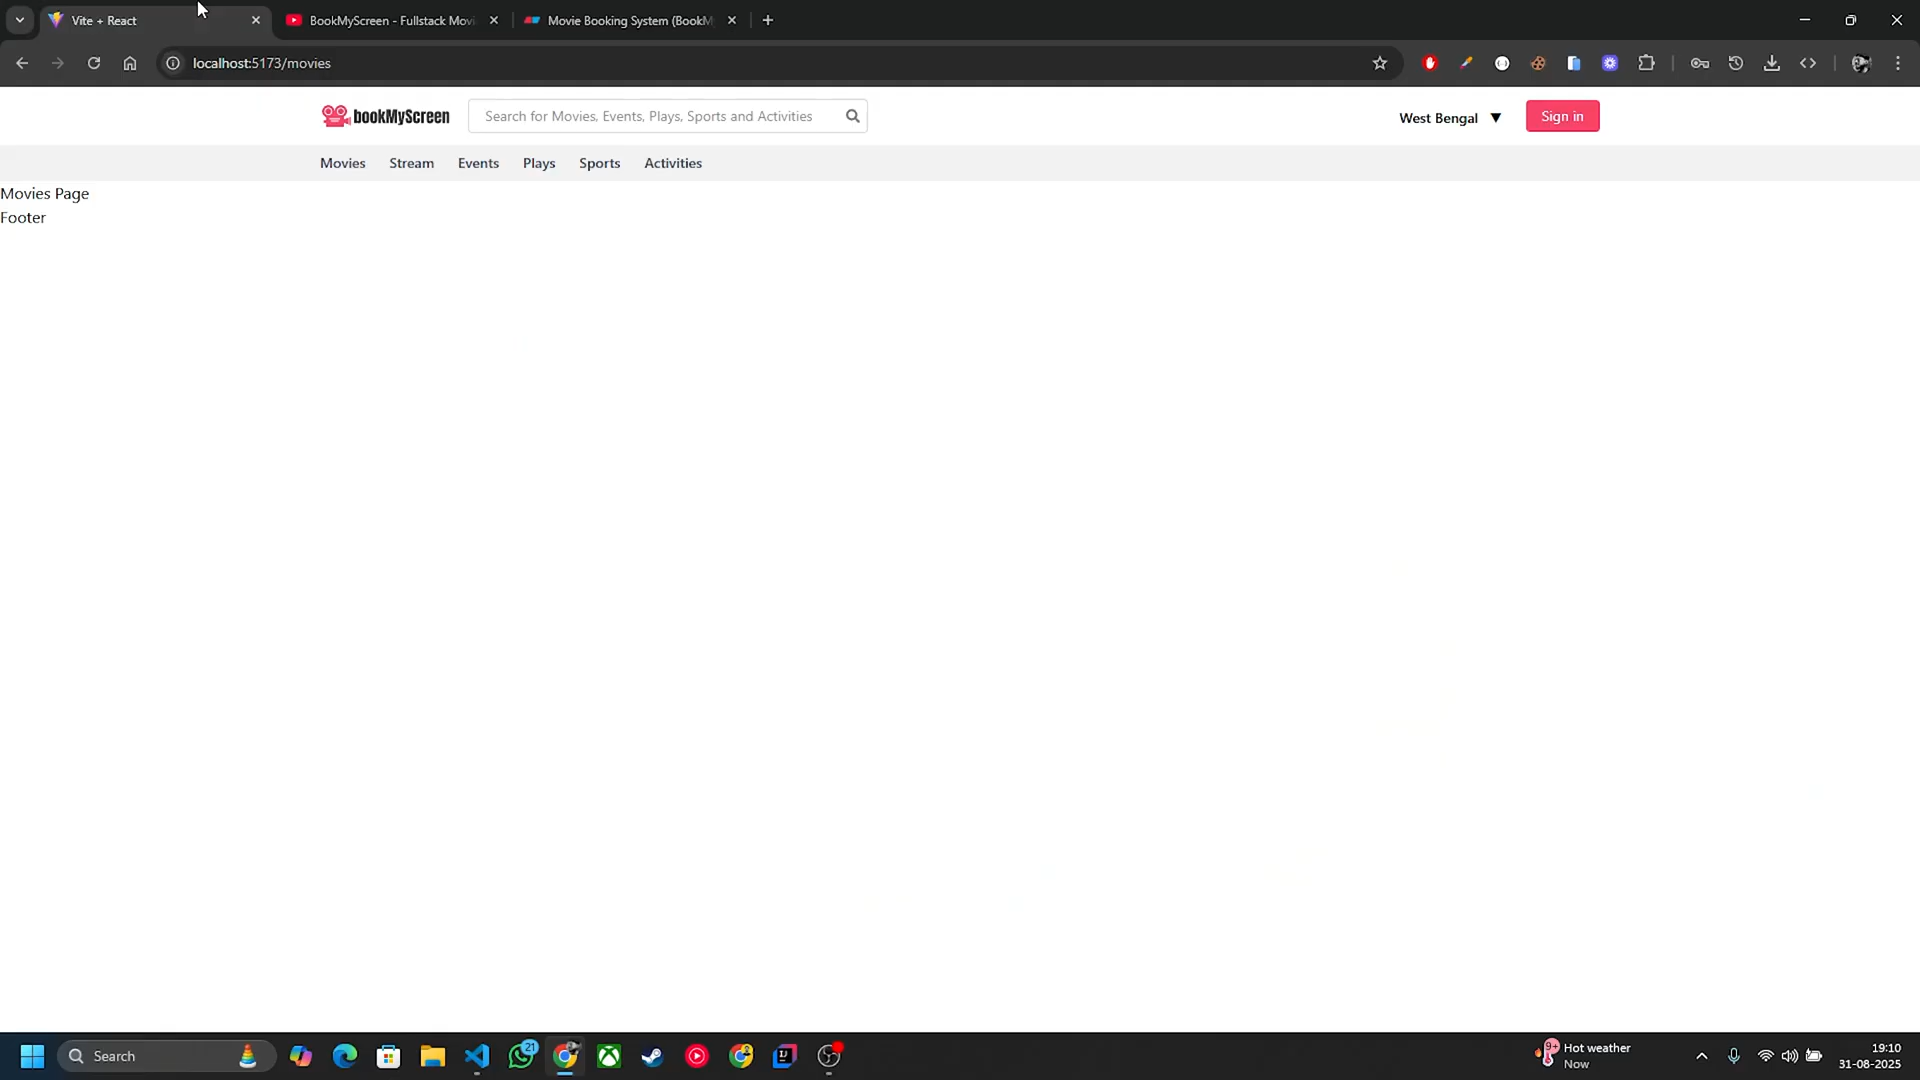 Vite + React
BookMyScreen - Fullstack Movi
Movie Booking System (BookM
localhost:5173/movies
bookMyScreen
Search for Movies, Events, Plays, Sports and Activities
West Bengal ▼
Sign in
Movies Stream Events Plays Sports Activities
Movies Page
Footer
Search
21
9+
Hot weather
Now
19:10
31-08-2025